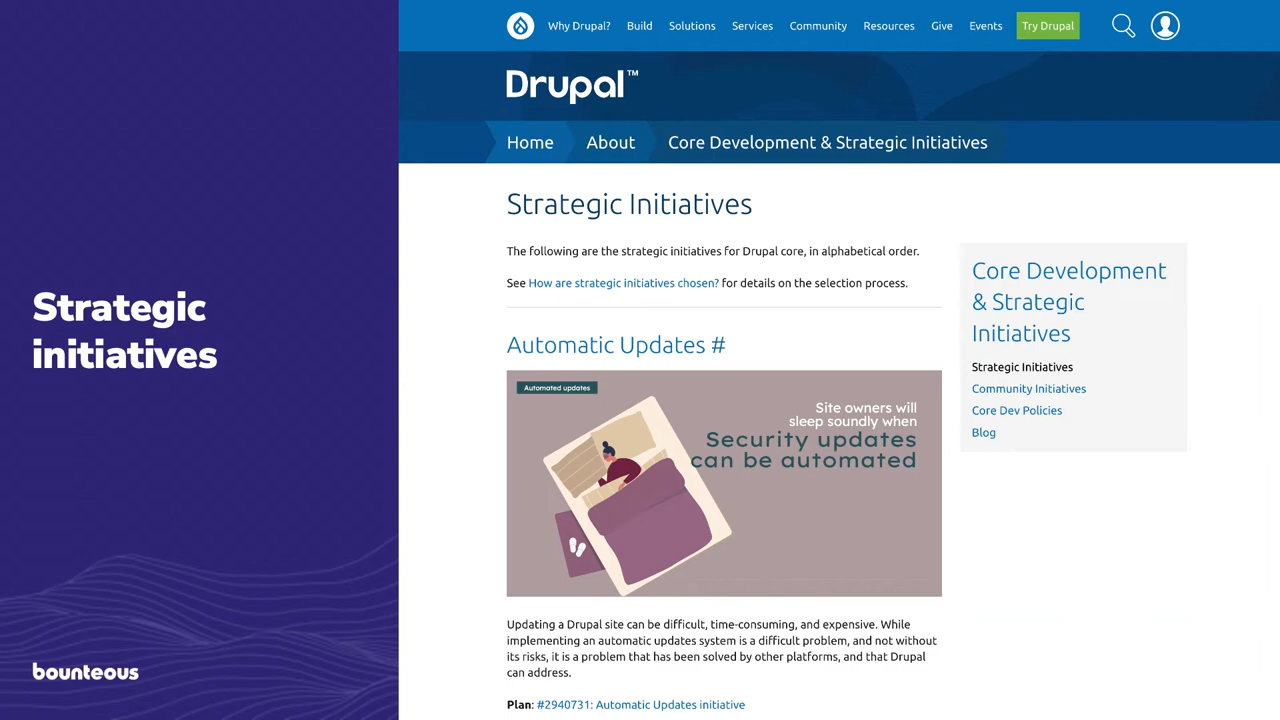 Strategic
initiatives
bounteous
Why Drupal? Build Solutions Services Community Resources Give Events Try Drupal
Drupal™
Home About Core Development & Strategic Initiatives
Strategic Initiatives
The following are the strategic initiatives for Drupal core, in alphabetical order.
See How are strategic initiatives chosen? for details on the selection process.
Automatic Updates #
Automated updates
Site owners will
sleep soundly when
Security updates
can be automated
Updating a Drupal site can be difficult, time-consuming, and expensive. While
implementing an automatic updates system is a difficult problem, and not without
its risks, it is a problem that has been solved by other platforms, and that Drupal
can address.
Plan: #2940731: Automatic Updates initiative
Core Development
& Strategic
Initiatives
Strategic Initiatives
Community Initiatives
Core Dev Policies
Blog